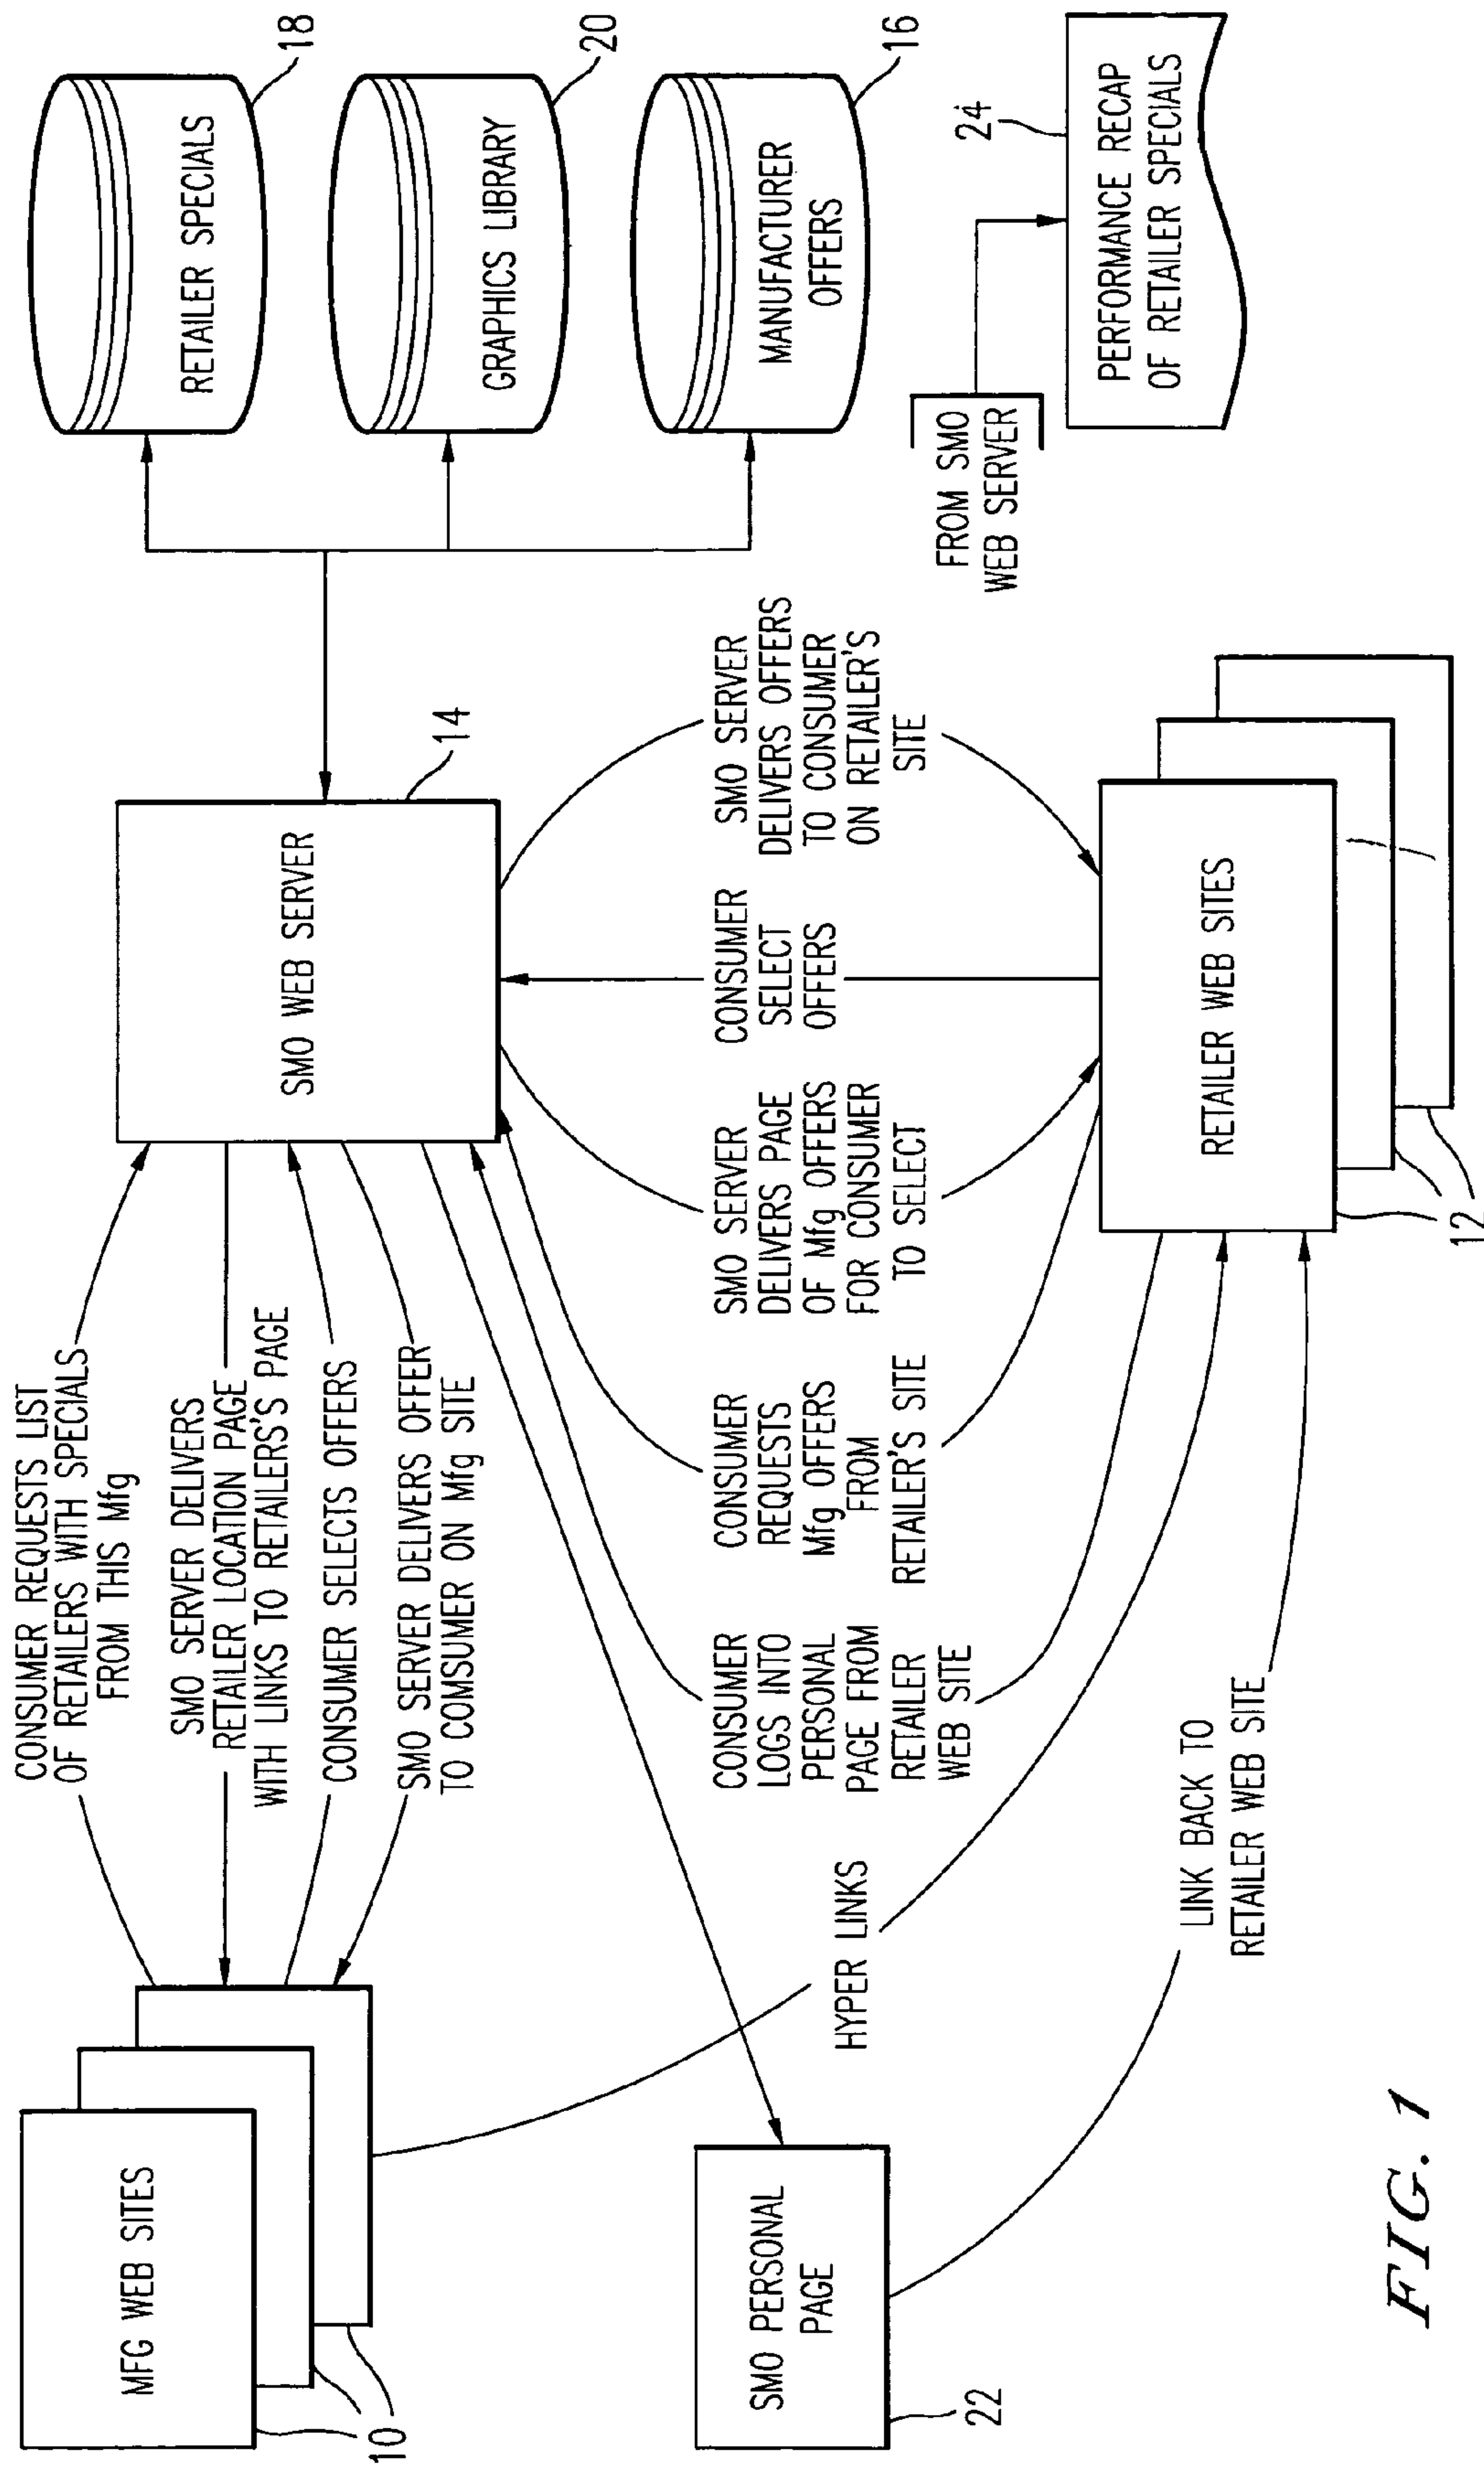 MFG WEB SITES
10
CONSUMER REQUESTS LIST
OF RETAILERS WITH SPECIALS
FROM THIS Mfg
SMO SERVER DELIVERS
RETAILER LOCATION PAGE
WITH LINKS TO RETAILERS'S PAGE
CONSUMER SELECTS OFFERS
SMO SERVER DELIVERS OFFER
TO COMSUMER ON Mfg SITE
SMO WEB SERVER
14
RETAILER SPECIALS
18
GRAPHICS LIBRARY
20
MANUFACTURER
OFFERS
16
SMO PERSONAL
PAGE
22
HYPER LINKS
LINK BACK TO
RETAILER WEB SITE
CONSUMER
LOGS INTO
PERSONAL
PAGE FROM
RETAILER
WEB SITE
CONSUMER
REQUESTS
Mfg OFFERS
FROM
RETAILER'S SITE
SMO SERVER
DELIVERS PAGE
OF Mfg OFFERS
FOR CONSUMER
TO SELECT
CONSUMER
SELECT
OFFERS
SMO SERVER
DELIVERS OFFERS
TO CONSUMER
ON RETAILER'S
SITE
RETAILER WEB SITES
12
FROM SMO
WEB SERVER
24
PERFORMANCE RECAP
OF RETAILER SPECIALS
FIG. 1